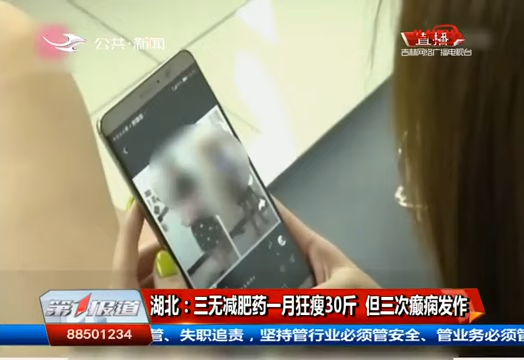 公共·新闻
直播
吉林网络广播电视台
第1报道
湖北：三无减肥药一月狂瘦30斤 但三次癫痫发作
88501234
管、失职追责，坚持管行业必须管安全、管业务必须管